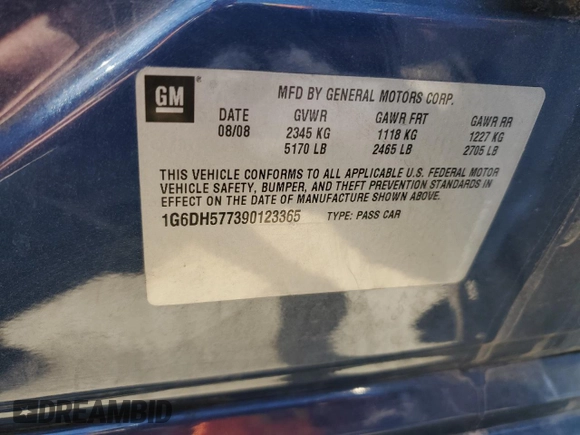 GM ®
MFD BY GENERAL MOTORS CORP.
DATE GVWR GAWR FRT GAWR RR
08/08 2345 KG 1118 KG 1227 KG
5170 LB 2465 LB 2705 LB
THIS VEHICLE CONFORMS TO ALL APPLICABLE U.S. FEDERAL MOTOR
VEHICLE SAFETY, BUMPER, AND THEFT PREVENTION STANDARDS IN
EFFECT ON THE DATE OF MANUFACTURE SHOWN ABOVE.
1G6DH577390123365 TYPE: PASS CAR
DREAMBID